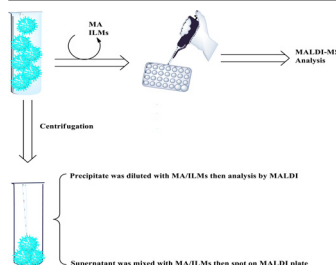 MA
ILMs
MALDI-MS
Analysis
Centrifugation
Precipitate was diluted with MA/ILMs then analysis by MALDI
Supernatant was mixed with MA/ILMs then spot on MALDI plate